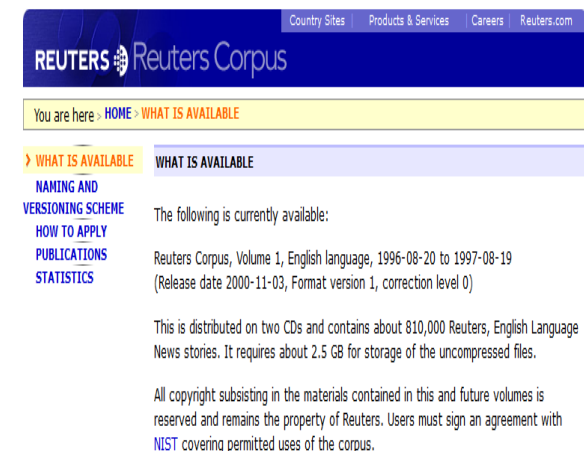 Country Sites | Products & Services | Careers | Reuters.com
REUTERS Reuters Corpus
You are here > HOME > WHAT IS AVAILABLE
WHAT IS AVAILABLE
NAMING AND
VERSIONING SCHEME
HOW TO APPLY
PUBLICATIONS
STATISTICS
WHAT IS AVAILABLE
The following is currently available:
Reuters Corpus, Volume 1, English language, 1996-08-20 to 1997-08-19
(Release date 2000-11-03, Format version 1, correction level 0)
This is distributed on two CDs and contains about 810,000 Reuters, English Language
News stories. It requires about 2.5 GB for storage of the uncompressed files.
All copyright subsisting in the materials contained in this and future volumes is
reserved and remains the property of Reuters. Users must sign an agreement with
NIST covering permitted uses of the corpus.